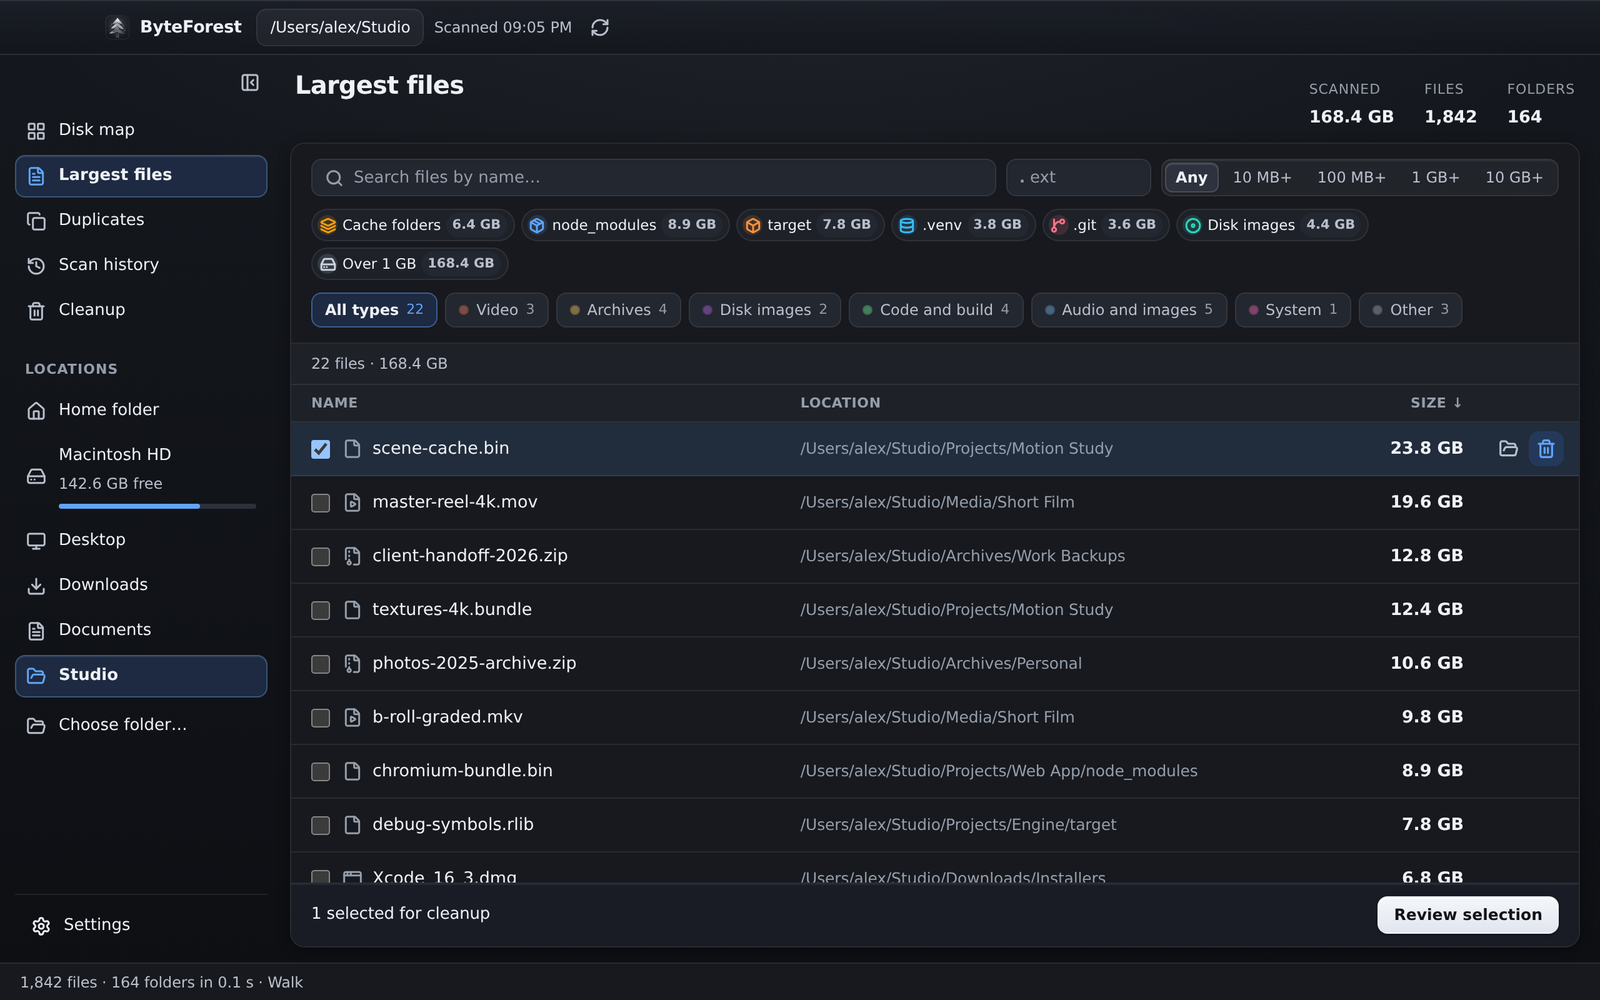 ByteForest /Users/alex/Studio Scanned 09:05 PM
Largest files
SCANNED FILES FOLDERS
168.4 GB 1,842 164
Disk map
Largest files
Duplicates
Scan history
Cleanup
LOCATIONS
Home folder
Macintosh HD
142.6 GB free
Desktop
Downloads
Documents
Studio
Choose folder...
Settings
Search files by name... . ext Any 10 MB+ 100 MB+ 1 GB+ 10 GB+
Cache folders 6.4 GB node_modules 8.9 GB target 7.8 GB .venv 3.8 GB .git 3.6 GB Disk images 4.4 GB
Over 1 GB 168.4 GB
All types 22 Video 3 Archives 4 Disk images 2 Code and build 4 Audio and images 5 System 1 Other 3
22 files · 168.4 GB
NAME LOCATION SIZE ↓
scene-cache.bin /Users/alex/Studio/Projects/Motion Study 23.8 GB
master-reel-4k.mov /Users/alex/Studio/Media/Short Film 19.6 GB
client-handoff-2026.zip /Users/alex/Studio/Archives/Work Backups 12.8 GB
textures-4k.bundle /Users/alex/Studio/Projects/Motion Study 12.4 GB
photos-2025-archive.zip /Users/alex/Studio/Archives/Personal 10.6 GB
b-roll-graded.mkv /Users/alex/Studio/Media/Short Film 9.8 GB
chromium-bundle.bin /Users/alex/Studio/Projects/Web App/node_modules 8.9 GB
debug-symbols.rlib /Users/alex/Studio/Projects/Engine/target 7.8 GB
Xcode_16_3.dmg /Users/alex/Studio/Downloads/Installers 6.8 GB
1 selected for cleanup Review selection
1,842 files · 164 folders in 0.1 s · Walk